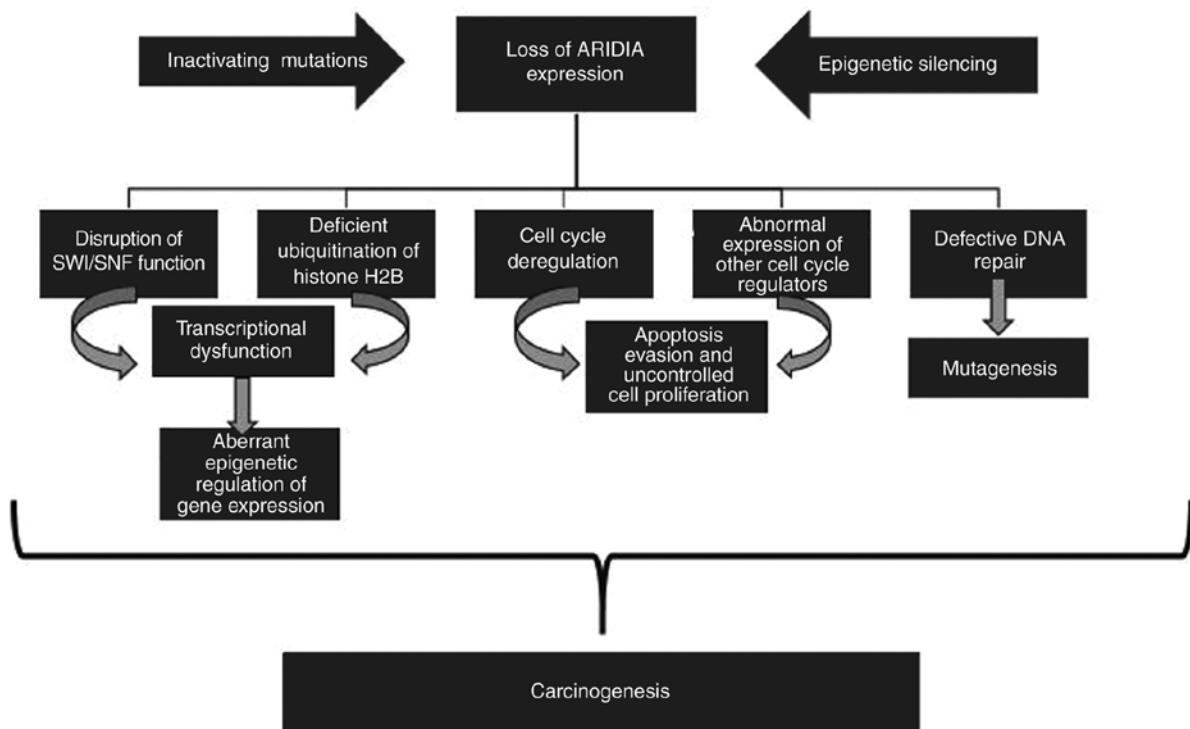 Inactivating mutations
Loss of ARIDIA
expression
Epigenetic silencing
Disruption of
SWI/SNF function
Deficient
ubiquitination of
histone H2B
Cell cycle
deregulation
Abnormal
expression of
other cell cycle
regulators
Defective DNA
repair
Transcriptional
dysfunction
Apoptosis
evasion and
uncontrolled
cell proliferation
Mutagenesis
Aberrant
epigenetic
regulation of
gene expression
Carcinogenesis